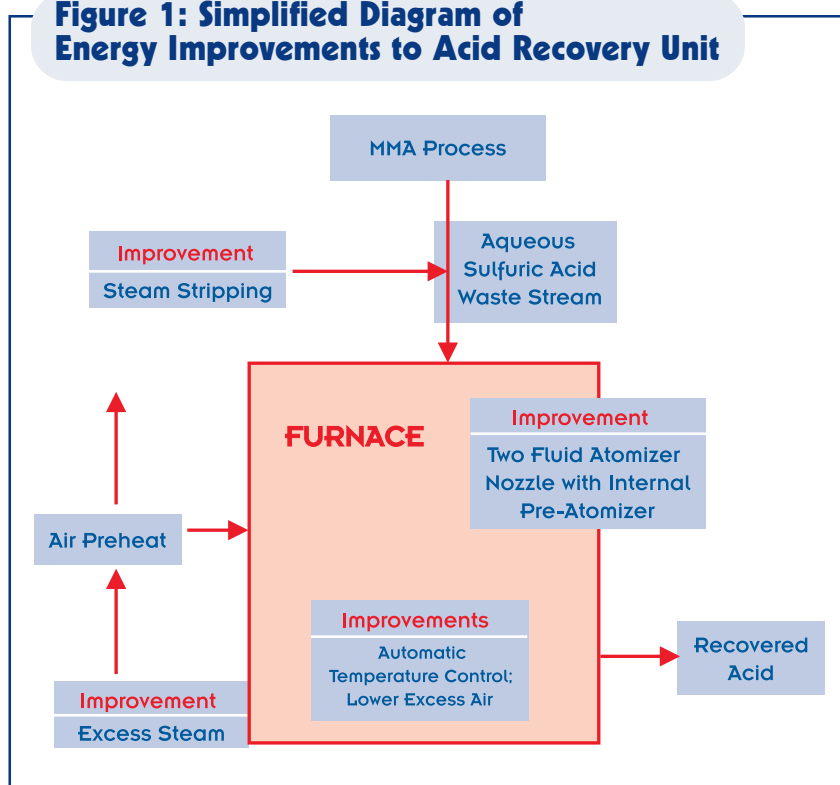 Figure 1: Simplified Diagram of
Energy Improvements to Acid Recovery Unit
MMA Process
Improvement
Steam Stripping
Aqueous
Sulfuric Acid
Waste Stream
FURNACE
Improvement
Two Fluid Atomizer
Nozzle with Internal
Pre-Atomizer
Air Preheat
Improvements
Automatic
Temperature Control;
Lower Excess Air
Recovered
Acid
Improvement
Excess Steam